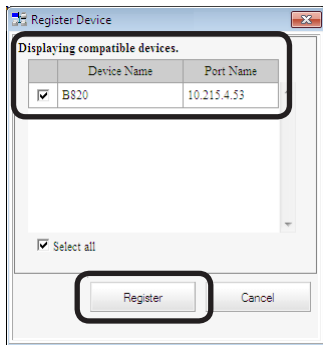 Register Device
Displaying compatible devices.
Device Name Port Name
B820 10.215.4.53
Select all
Register Cancel